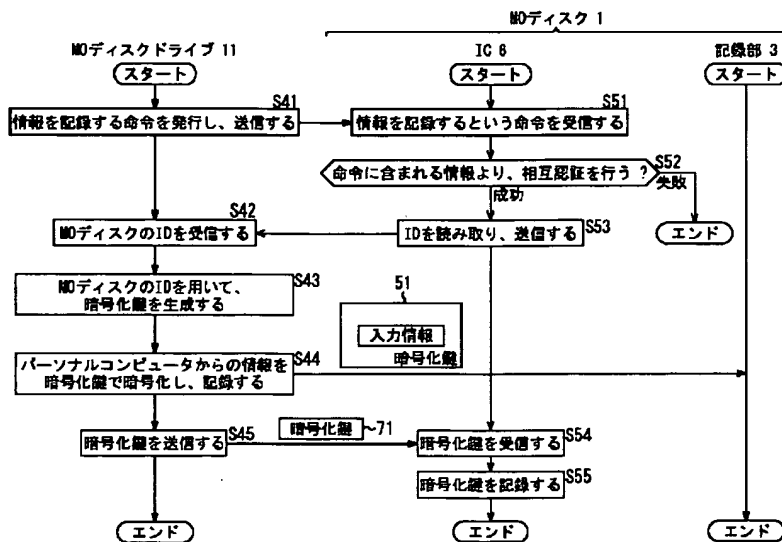 MOディスク 1
MOディスクドライブ 11
IC 6
記録部 3
スタート
スタート
スタート
S41
情報を記録する命令を発行し、送信する
S51
情報を記録するという命令を受信する
S52
命令に含まれる情報より、相互認証を行う ?
失敗
成功
エンド
S42
MOディスクのIDを受信する
S53
IDを読み取り、送信する
S43
MOディスクのIDを用いて、
暗号化鍵を生成する
51
入力情報
暗号化鍵
S44
パーソナルコンピュータからの情報を
暗号化鍵で暗号化し、記録する
S45
暗号化鍵を送信する
暗号化鍵 ~71
S54
暗号化鍵を受信する
S55
暗号化鍵を記録する
エンド
エンド
エンド